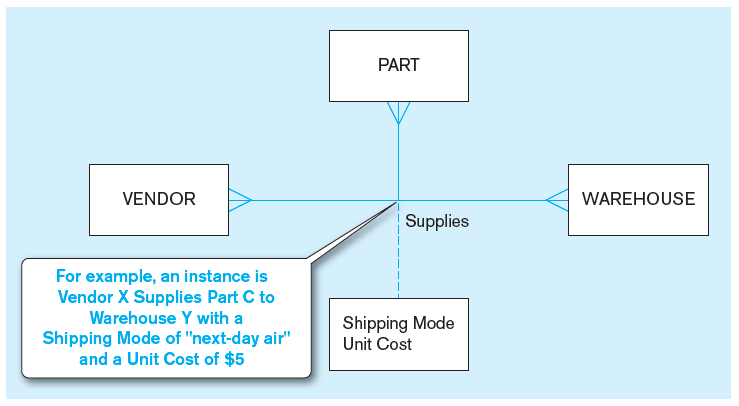 PART
VENDOR
WAREHOUSE
Supplies
For example, an instance is
Vendor X Supplies Part C to
Warehouse Y with a
Shipping Mode of "next-day air"
and a Unit Cost of $5
Shipping Mode
Unit Cost